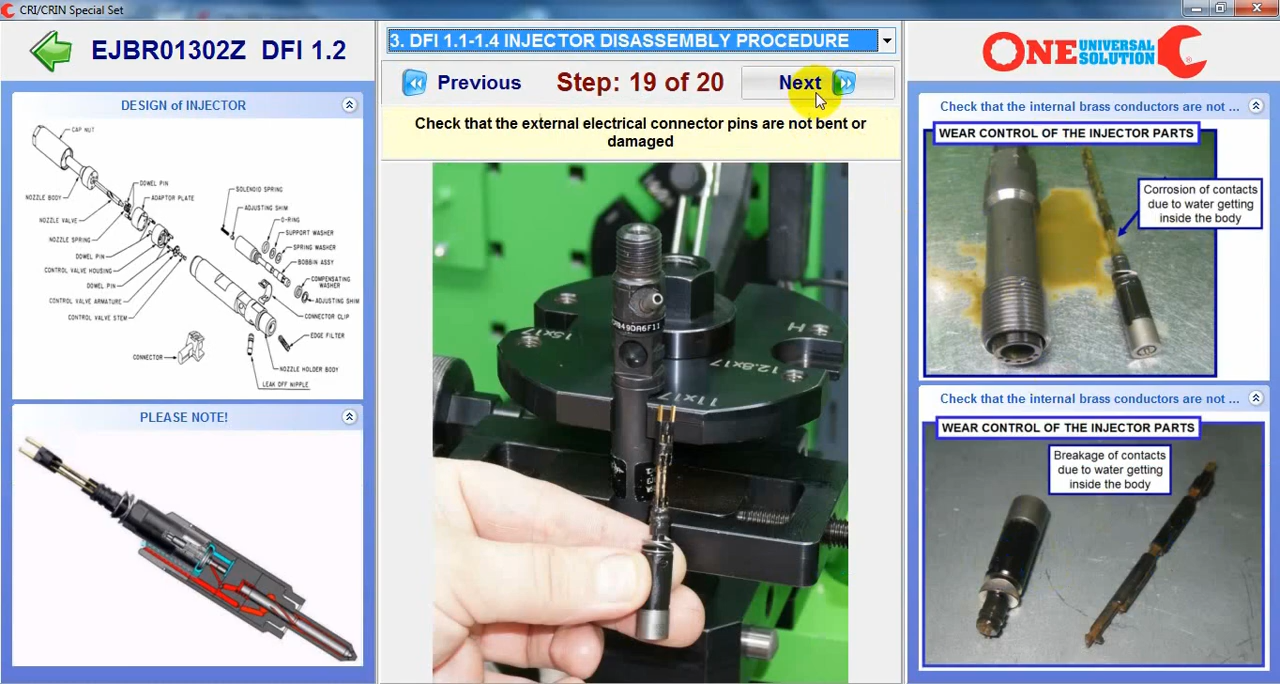 CRI/CRIN Special Set
EJBR01302Z DFI 1.2
DESIGN of INJECTOR
CAP NUT
DOWEL PIN
ADAPTOR PLATE
NOZZLE BODY
NOZZLE VALVE
NOZZLE SPRING
DOWEL PIN
CONTROL VALVE HOUSING
DOWEL PIN
CONTROL VALVE ARMATURE
CONTROL VALVE STEM
SOLENOID SPRING
ADJUSTING SHIM
O-RING
SUPPORT WASHER
SPRING WASHER
BOBBIN ASSY
COMPENSATING
WASHER
ADJUSTING SHIM
CONNECTOR CLIP
EDGE FILTER
CONNECTOR
NOZZLE HOLDER BODY
LEAK OFF NIPPLE
PLEASE NOTE!
3. DFI 1.1-1.4 INJECTOR DISASSEMBLY PROCEDURE
Previous
Step: 19 of 20
Next
Check that the external electrical connector pins are not bent or
damaged
15x17
H
12.8x17
11x17
ONE UNIVERSAL
SOLUTION
Check that the internal brass conductors are not ...
WEAR CONTROL OF THE INJECTOR PARTS
Corrosion of contacts
due to water getting
inside the body
Check that the internal brass conductors are not ...
WEAR CONTROL OF THE INJECTOR PARTS
Breakage of contacts
due to water getting
inside the body